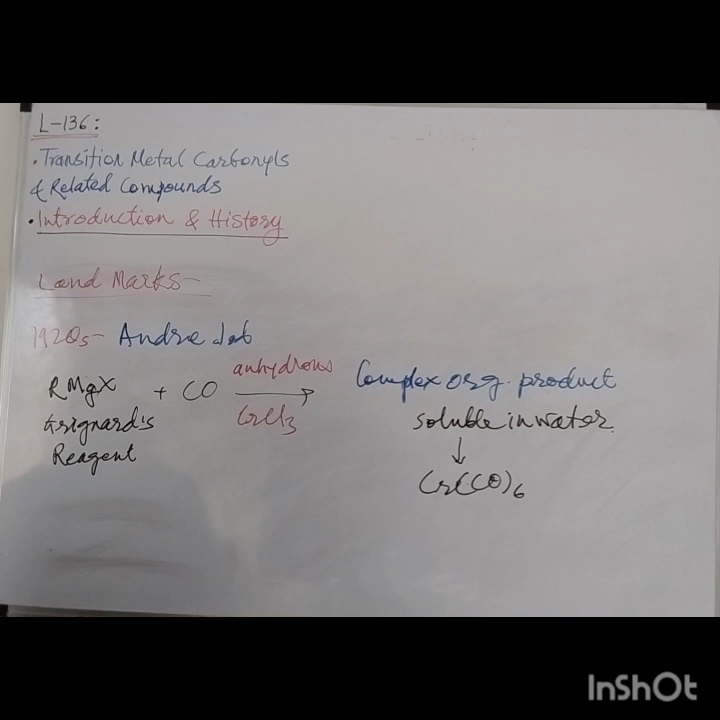 L-136:
• Transition Metal Carbonyls
& Related Compounds
• Introduction & History
Land Marks-
1920s- Andre Job
RMgX + CO anhydrous CrCl3 Complex org. product
Grignard's soluble in water.
Reagent
Cr(CO)6
InShOt